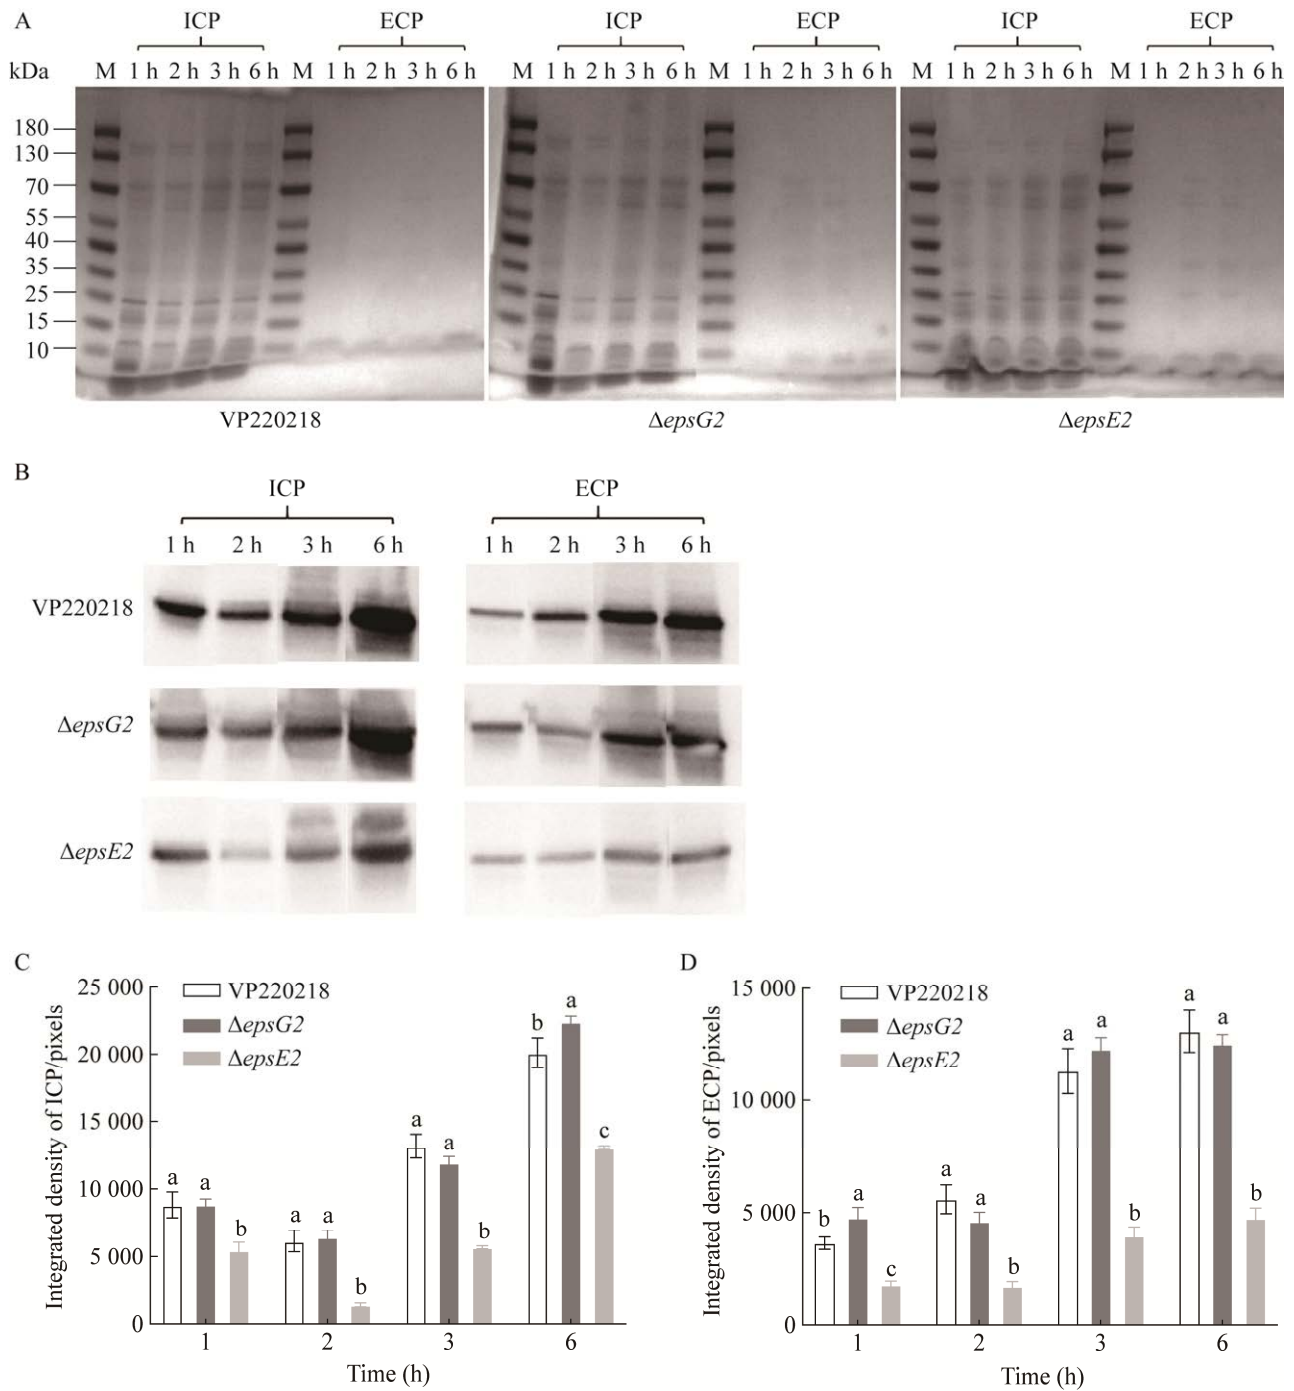 A
ICP ECP ICP ECP ICP ECP
kDa M 1 h 2 h 3 h 6 h M 1 h 2 h 3 h 6 h M 1 h 2 h 3 h 6 h M 1 h 2 h 3 h 6 h M 1 h 2 h 3 h 6 h M 1 h 2 h 3 h 6 h
180
130
70
55
40
35
25
15
10
VP220218 ΔepsG2 ΔepsE2
B
ICP ECP
1 h 2 h 3 h 6 h 1 h 2 h 3 h 6 h
VP220218
ΔepsG2
ΔepsE2
C
Integrated density of ICP/pixels
25 000
20 000
15 000
10 000
5 000
0
VP220218
ΔepsG2
ΔepsE2
a a b
a a b
a a b
b a c
1 2 3 6
Time (h)
D
Integrated density of ECP/pixels
15 000
10 000
5 000
0
VP220218
ΔepsG2
ΔepsE2
b a c
a a b
a a b
a a b
1 2 3 6
Time (h)